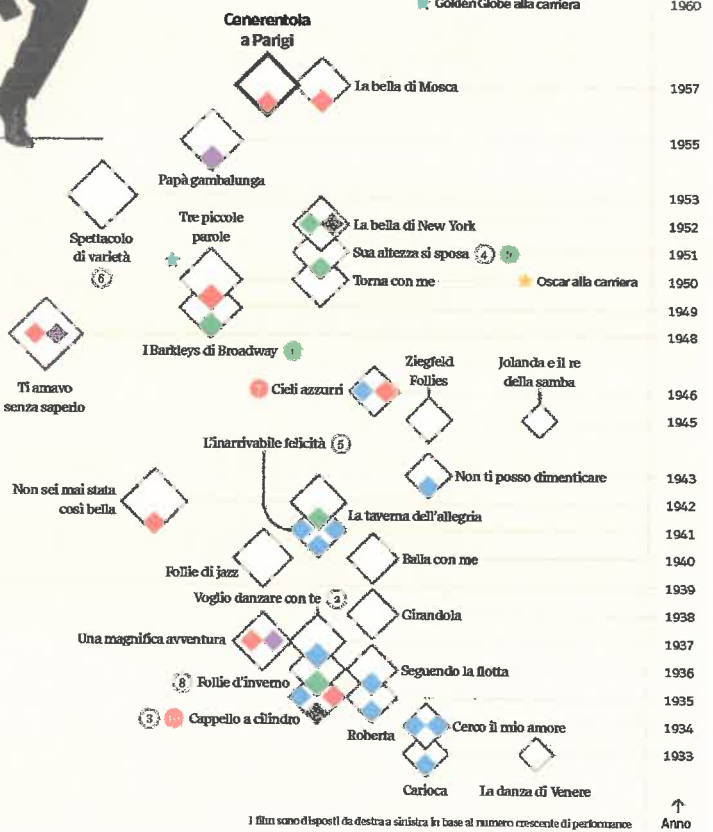 Golden Globe alla carriera
1960
Cenerentola
a Parigi
La bella di Mosca
1957
1955
Papà gambalunga
1953
Tre piccole
parole
La bella di New York
1952
Spettacolo
di varietà
6
Sua altezza si sposa 4
1951
Torna con me
Oscar alla carriera
1950
1949
1948
I Barkleys di Broadway
Ti amavo
senza saperlo
Ziegfeld
Follies
Jolanda e il re
della samba
Cieli azzurri
1946
1945
L'inarrivabile felicità 5
Non ti posso dimenticare
1943
Non sei mai stata
così bella
1942
La taverna dell'allegria
1941
Follie di jazz
Balla con me
1940
1939
Voglio danzare con te
Girandola
1938
Una magnifica avventura
1937
Seguendo la flotta
1936
8 Follie d'inverno
1935
3 Cappello a cilindro
Roberta
Cerco il mio amore
1934
1933
Carioca
La danza di Venere
I film sono disposti da destra a sinistra in base al numero crescente di performance
Anno